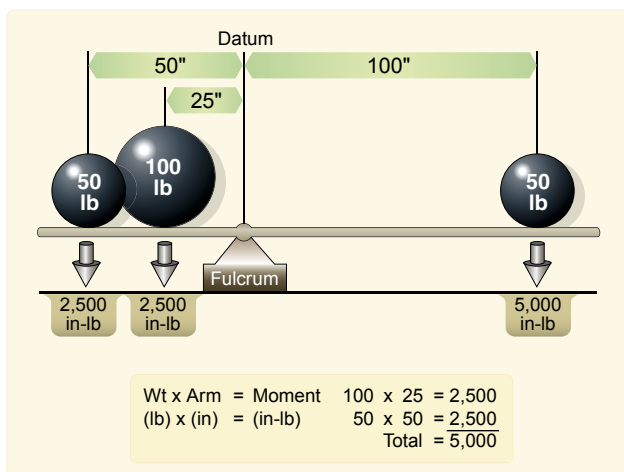 Datum
50"
100"
25"
50
lb
100
lb
50
lb
Fulcrum
2,500
in-lb
2,500
in-lb
5,000
in-lb
Wt x Arm = Moment 100 x 25 = 2,500
(lb) x (in) = (in-lb) 50 x 50 = 2,500
Total = 5,000